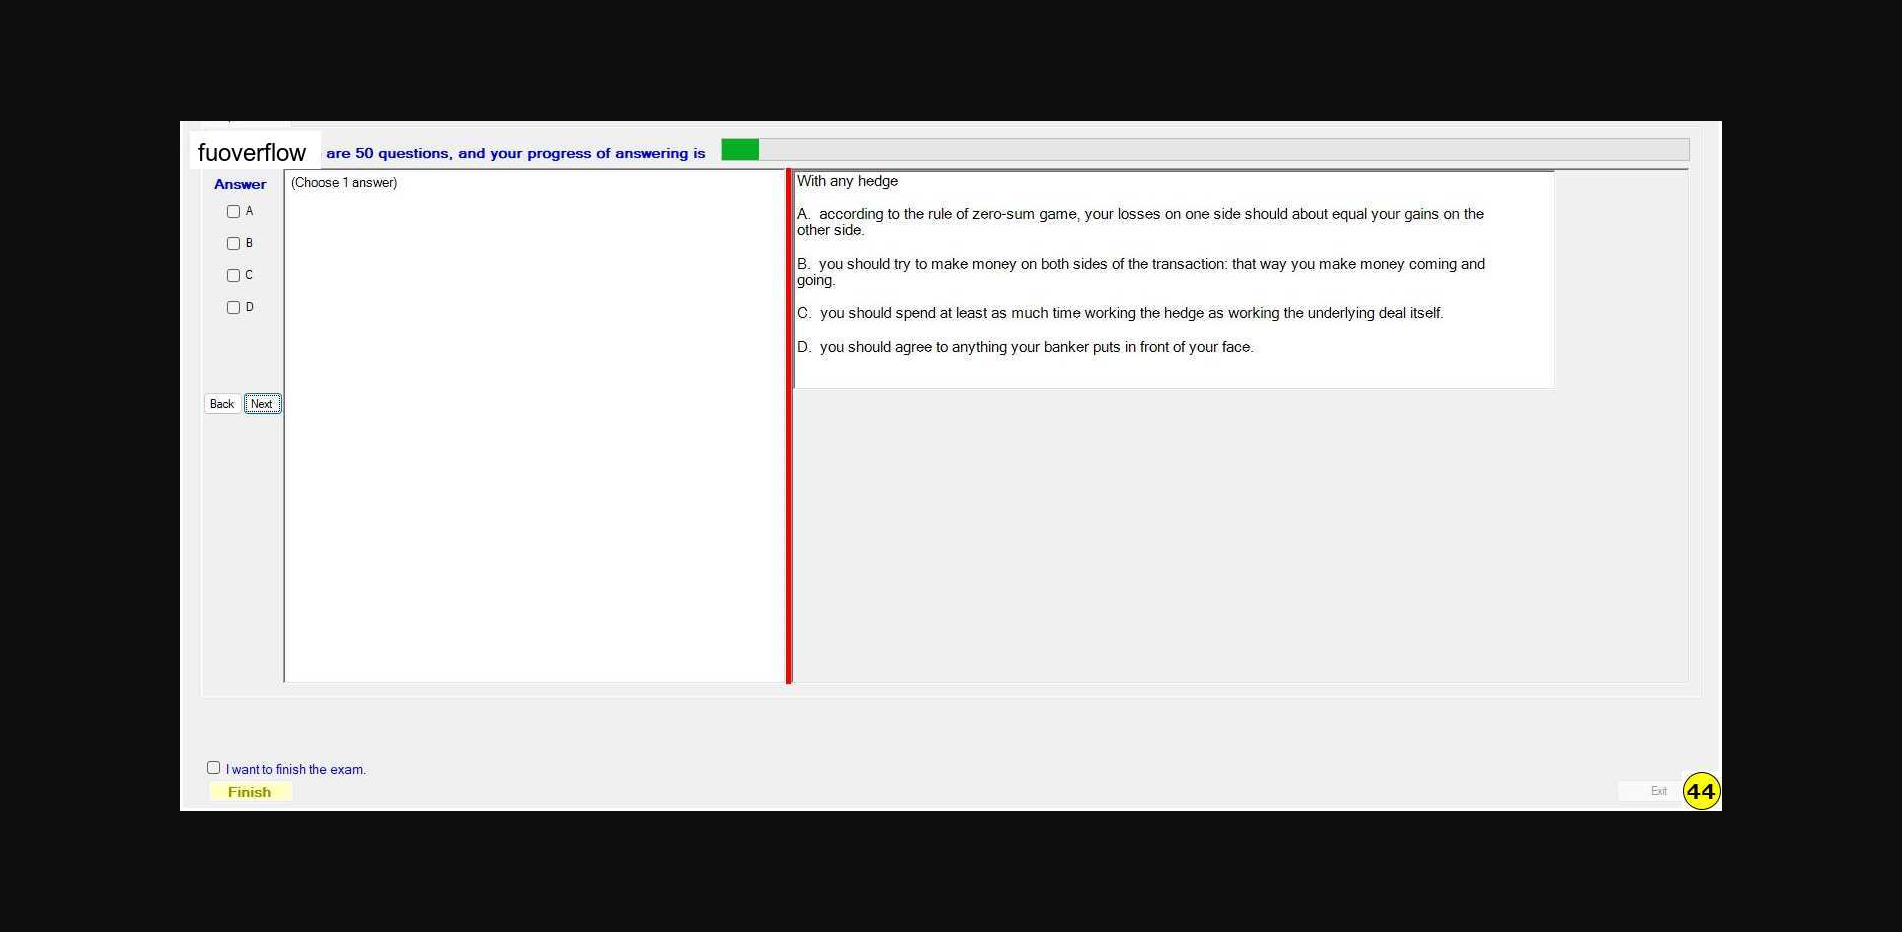 fuoverflow are 50 questions, and your progress of answering is
Answer
A
B
C
D
Back Next
(Choose 1 answer)
With any hedge
A. according to the rule of zero-sum game, your losses on one side should about equal your gains on the
other side.
B. you should try to make money on both sides of the transaction: that way you make money coming and
going.
C. you should spend at least as much time working the hedge as working the underlying deal itself.
D. you should agree to anything your banker puts in front of your face.
I want to finish the exam.
Finish
Exit
44